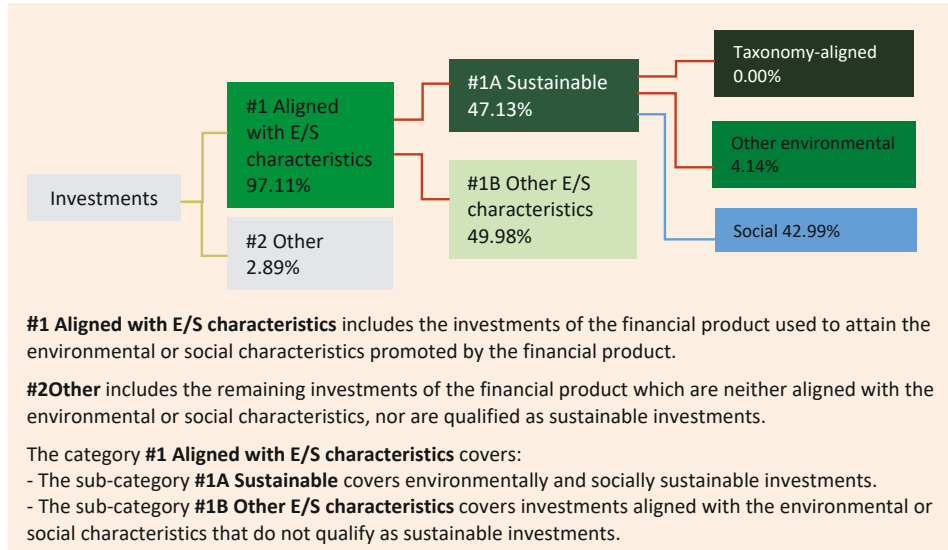 Investments
#1 Aligned
with E/S
characteristics
97.11%
#2 Other
2.89%
#1A Sustainable
47.13%
#1B Other E/S
characteristics
49.98%
Taxonomy-aligned
0.00%
Other environmental
4.14%
Social 42.99%
#1 Aligned with E/S characteristics includes the investments of the financial product used to attain the
environmental or social characteristics promoted by the financial product.
#2Other includes the remaining investments of the financial product which are neither aligned with the
environmental or social characteristics, nor are qualified as sustainable investments.
The category #1 Aligned with E/S characteristics covers:
- The sub-category #1A Sustainable covers environmentally and socially sustainable investments.
- The sub-category #1B Other E/S characteristics covers investments aligned with the environmental or
social characteristics that do not qualify as sustainable investments.